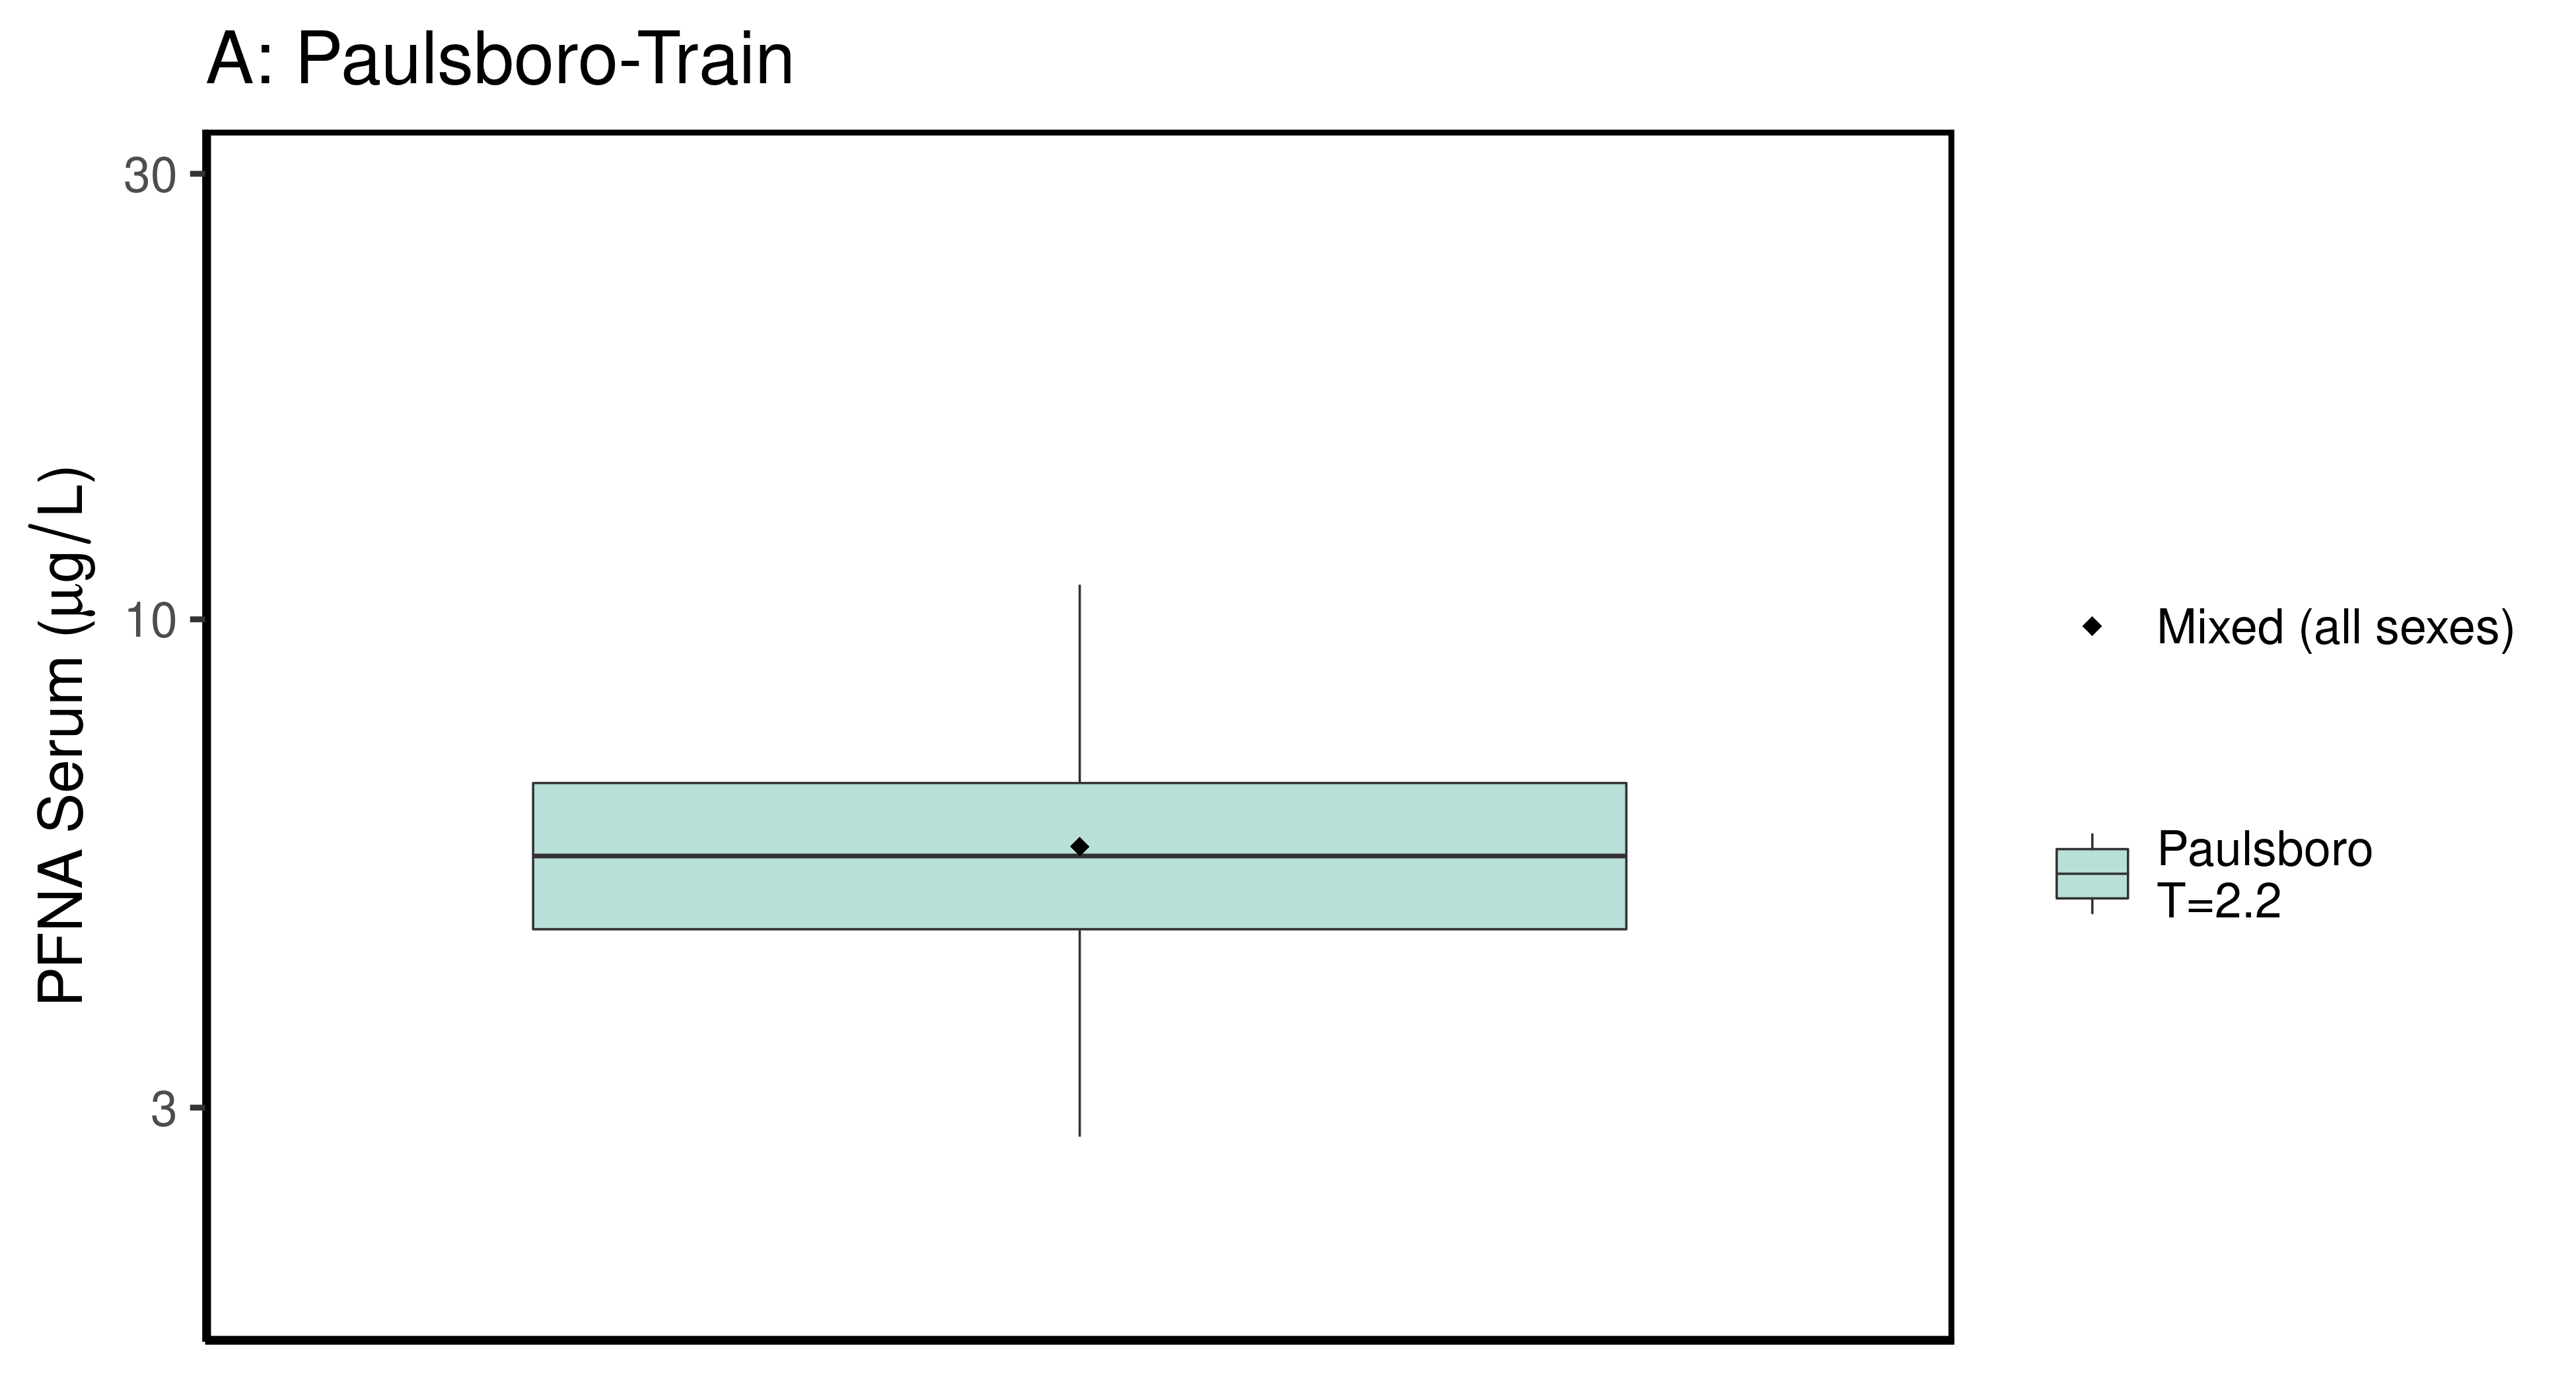 A: Paulsboro-Train
PFNA Serum (μg/L)
30
10
3
Mixed (all sexes)
Paulsboro
T=2.2